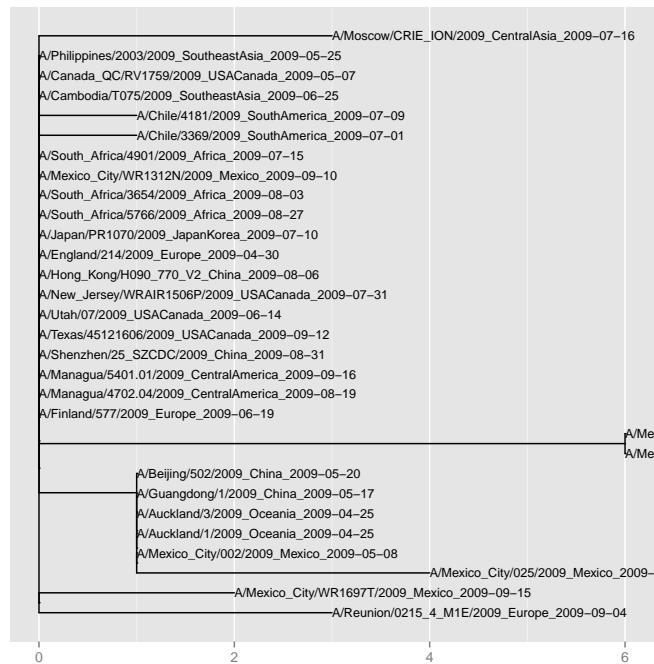 A/Moscow/CRIE_ION/2009_CentralAsia_2009−07−16
A/Philippines/2003/2009_SoutheastAsia_2009−05−25
A/Canada_QC/RV1759/2009_USACanada_2009−05−07
A/Cambodia/T075/2009_SoutheastAsia_2009−06−25
A/Chile/4181/2009_SouthAmerica_2009−07−09
A/Chile/3369/2009_SouthAmerica_2009−07−01
A/South_Africa/4901/2009_Africa_2009−07−15
A/Mexico_City/WR1312N/2009_Mexico_2009−09−10
A/South_Africa/3654/2009_Africa_2009−08−03
A/South_Africa/5766/2009_Africa_2009−08−27
A/Japan/PR1070/2009_JapanKorea_2009−07−10
A/England/214/2009_Europe_2009−04−30
A/Hong_Kong/H090_770_V2_China_2009−08−06
A/New_Jersey/WRAIR1506P/2009_USACanada_2009−07−31
A/Utah/07/2009_USACanada_2009−06−14
A/Texas/45121606/2009_USACanada_2009−09−12
A/Shenzhen/25_SZCDC/2009_China_2009−08−31
A/Managua/5401.01/2009_CentralAmerica_2009−09−16
A/Managua/4702.04/2009_CentralAmerica_2009−08−19
A/Finland/577/2009_Europe_2009−06−19
A/Me
A/Me
A/Beijing/502/2009_China_2009−05−20
A/Guangdong/1/2009_China_2009−05−17
A/Auckland/3/2009_Oceania_2009−04−25
A/Auckland/1/2009_Oceania_2009−04−25
A/Mexico_City/002/2009_Mexico_2009−05−08
A/Mexico_City/025/2009_Mexico_2009−
A/Mexico_City/WR1697T/2009_Mexico_2009−09−15
A/Reunion/0215_4_M1E/2009_Europe_2009−09−04
0 2 4 6